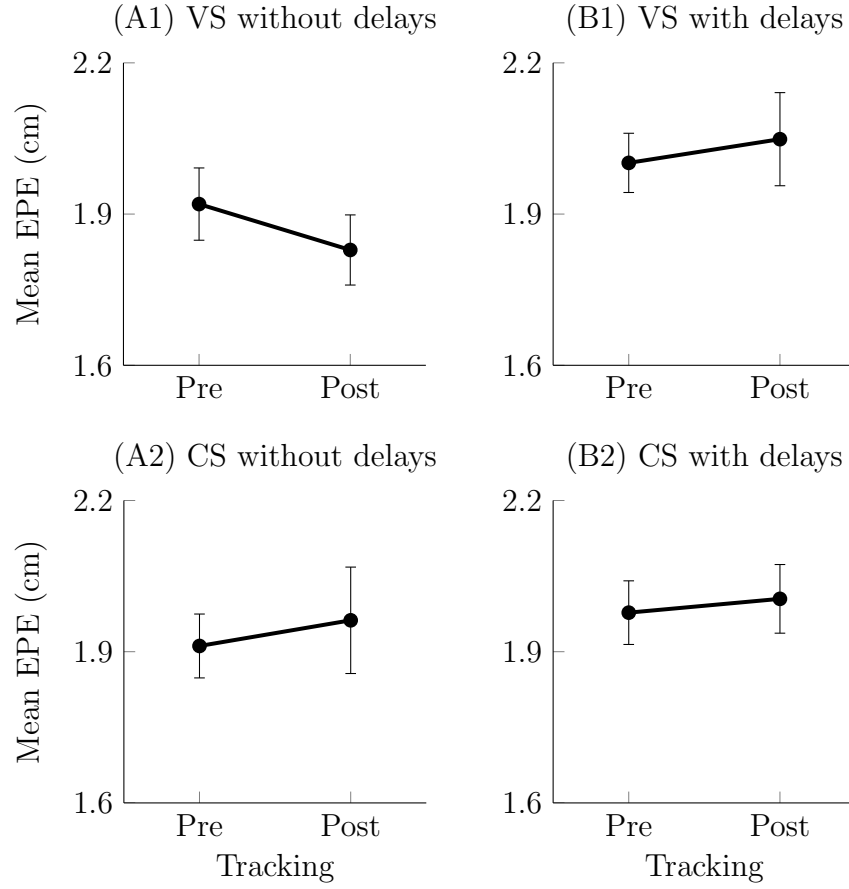 (A1) VS without delays
2.2
1.9
1.6
Mean EPE (cm)
Pre Post
(B1) VS with delays
2.2
1.9
1.6
Pre Post
(A2) CS without delays
2.2
1.9
1.6
Mean EPE (cm)
Pre Post
Tracking
(B2) CS with delays
2.2
1.9
1.6
Pre Post
Tracking